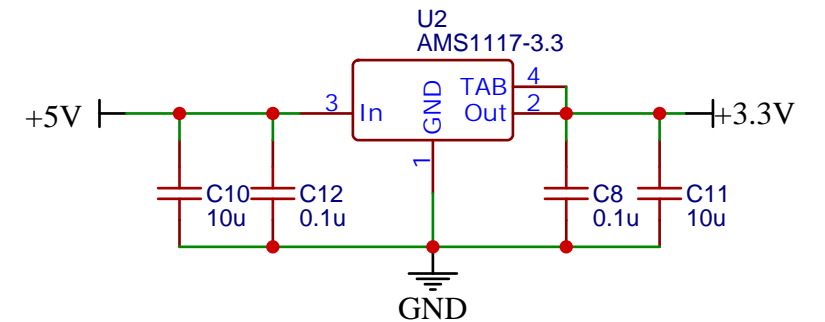 U2
AMS1117-3.3
+5V
3
In
GND
TAB
4
Out
2
+3.3V
1
C10
10u
C12
0.1u
C8
0.1u
C11
10u
GND